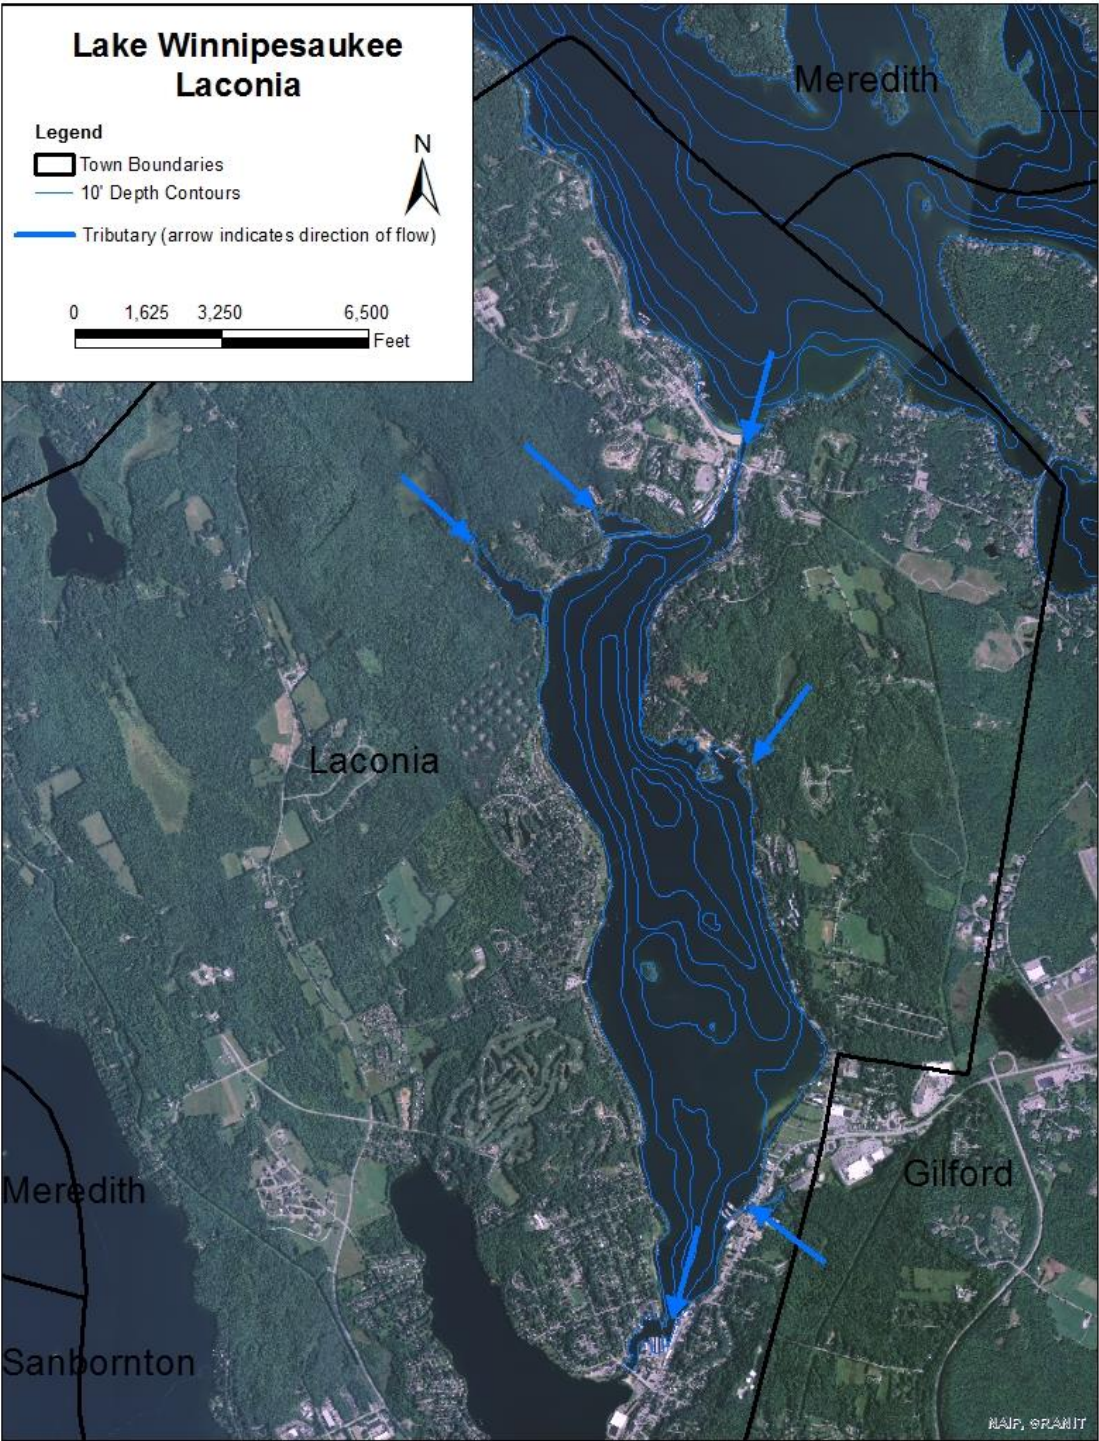 Lake Winnipesaukee
Laconia
Legend
Town Boundaries
10' Depth Contours
Tributary (arrow indicates direction of flow)
N
0 1,625 3,250 6,500
Feet
Meredith
Laconia
Gilford
Meredith
Sanbornton
NAIP, GRANIT